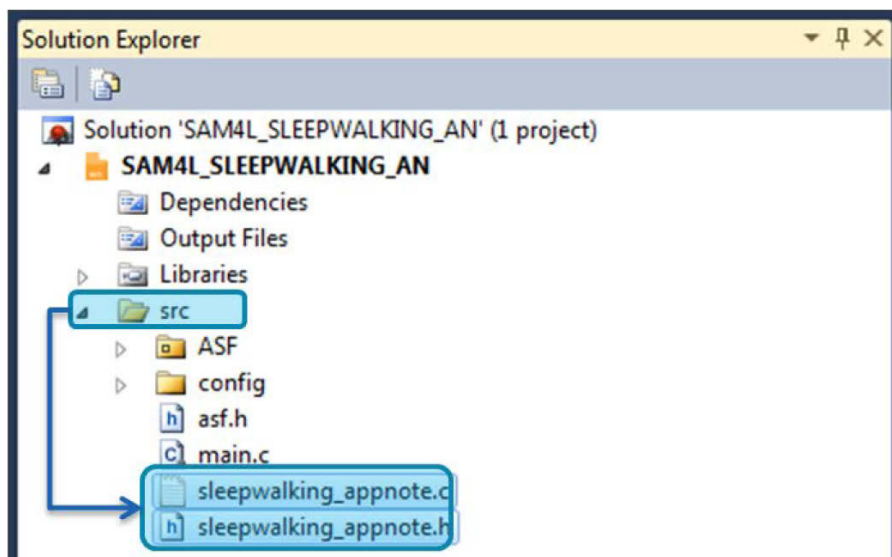 Solution Explorer
Solution 'SAM4L_SLEEPWALKING_AN' (1 project)
SAM4L_SLEEPWALKING_AN
Dependencies
Output Files
Libraries
src
ASF
config
h asf.h
c main.c
sleepwalking_appnote.c
h sleepwalking_appnote.h